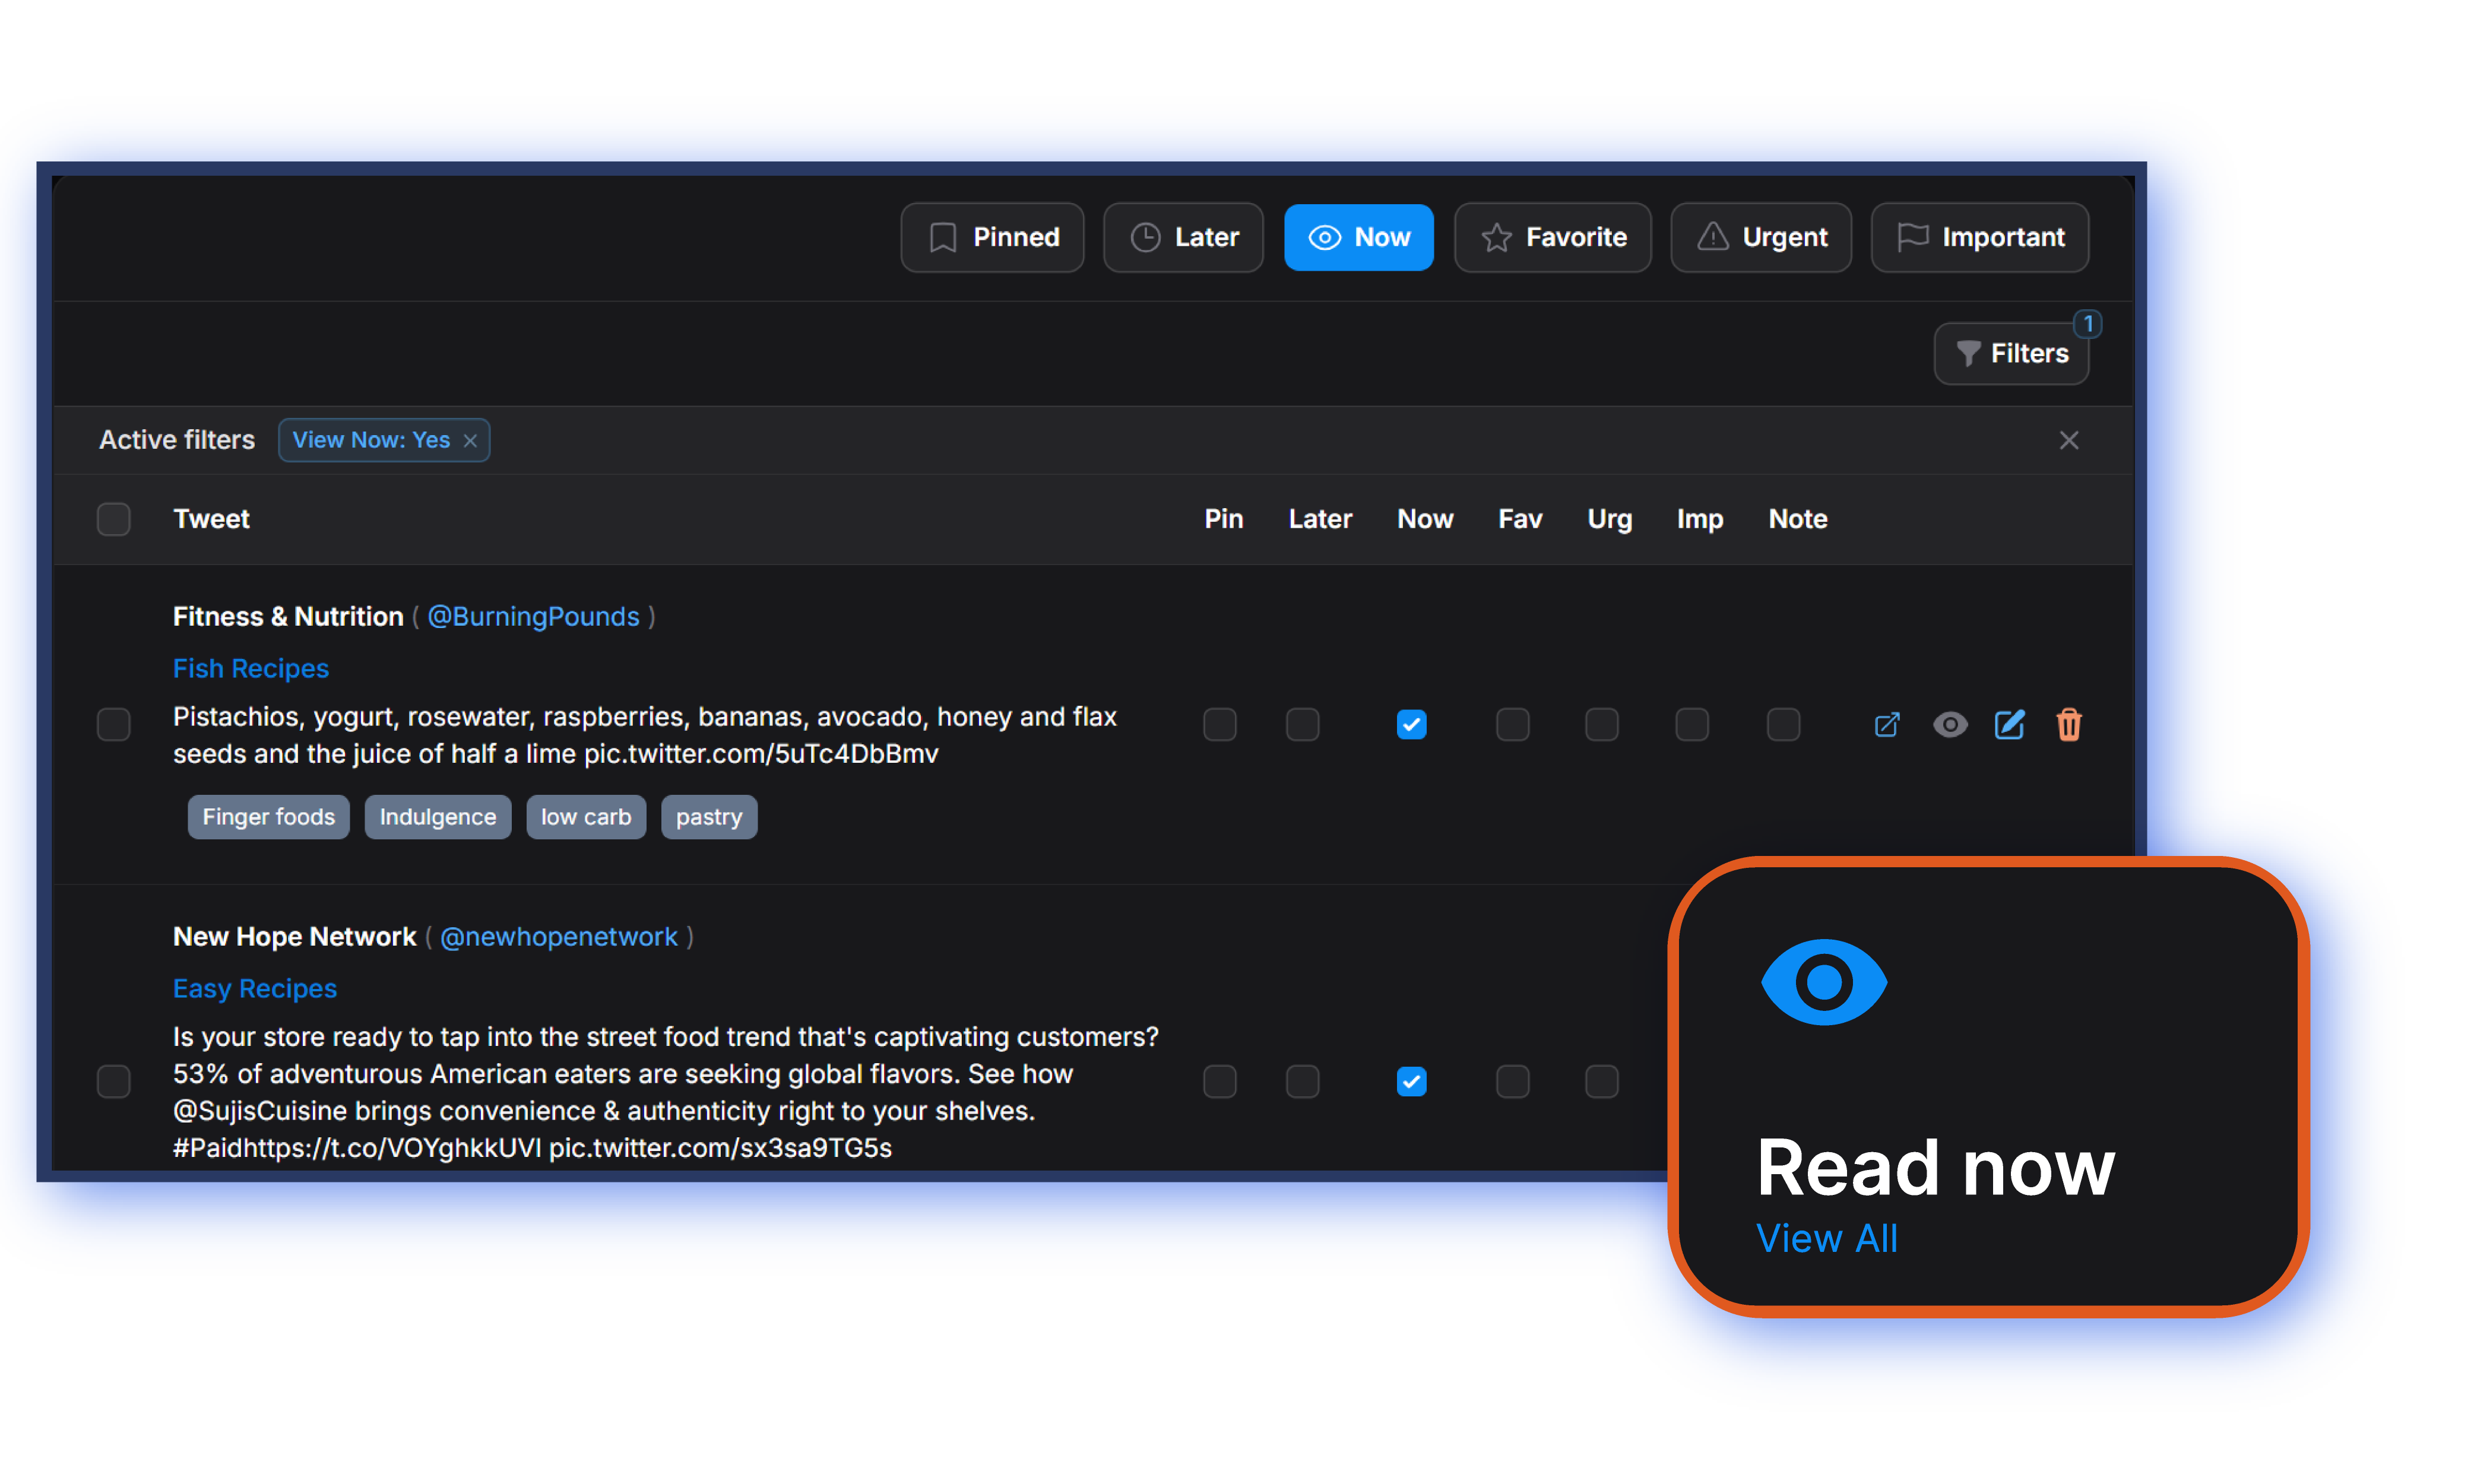 Pinned Later Now Favorite Urgent Important
1
Filters
Active filters View Now: Yes
Tweet Pin Later Now Fav Urg Imp Note
Fitness & Nutrition ( @BurningPounds )
Fish Recipes
Pistachios, yogurt, rosewater, raspberries, bananas, avocado, honey and flax
seeds and the juice of half a lime pic.twitter.com/5uTc4DbBmv
Finger foods Indulgence low carb pastry
New Hope Network ( @newhopenetwork )
Easy Recipes
Is your store ready to tap into the street food trend that's captivating customers?
53% of adventurous American eaters are seeking global flavors. See how
@SujisCuisine brings convenience & authenticity right to your shelves.
#Paidhttps://t.co/VOYghkkUVI pic.twitter.com/sx3sa9TG5s
Read now
View All